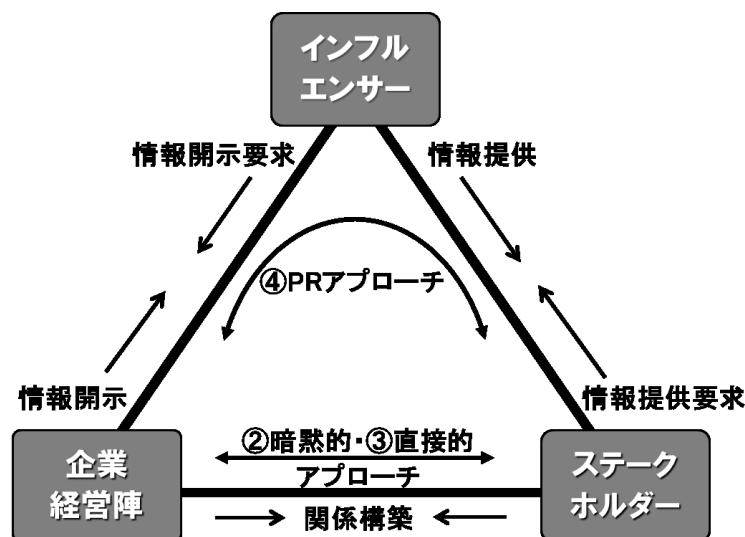 インフル
エンサー
情報開示要求
情報提供
④PRアプローチ
情報開示
情報提供要求
②暗黙的・③直接的
アプローチ
企業
経営陣
ステーク
ホルダー
関係構築